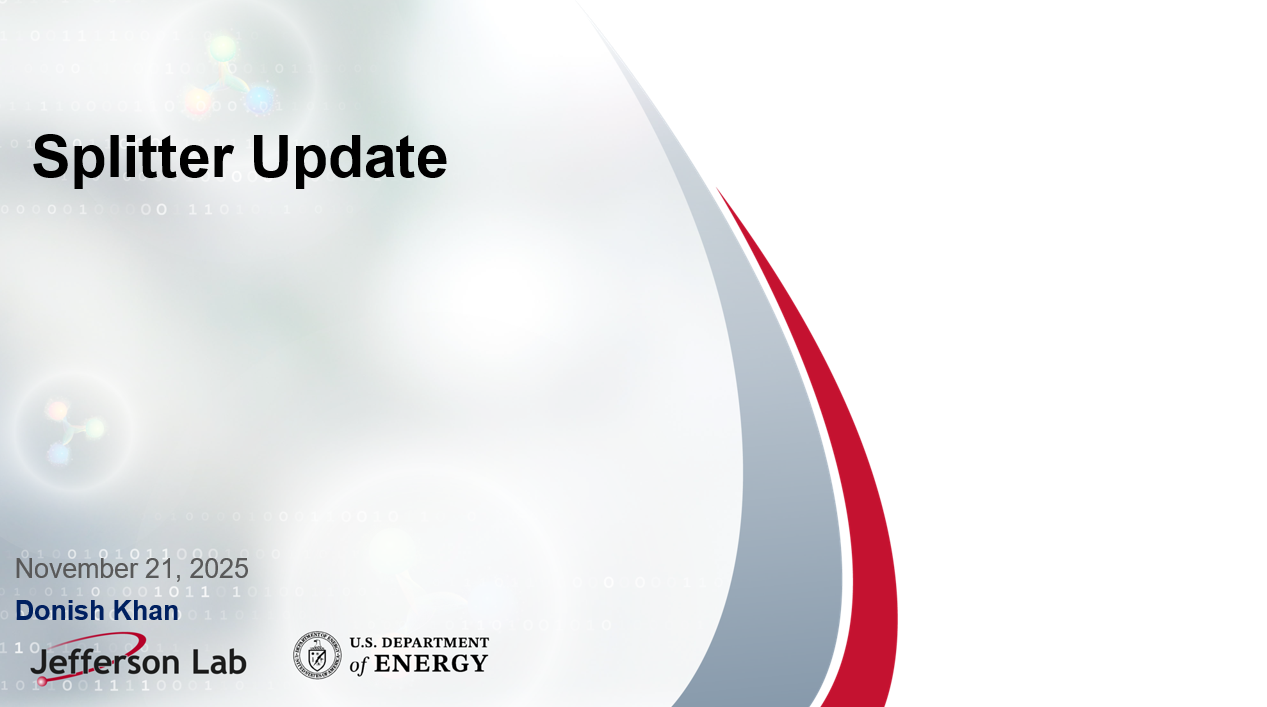 Splitter Update
November 21, 2025
Donish Khan
Jefferson Lab
U.S. DEPARTMENT
of ENERGY